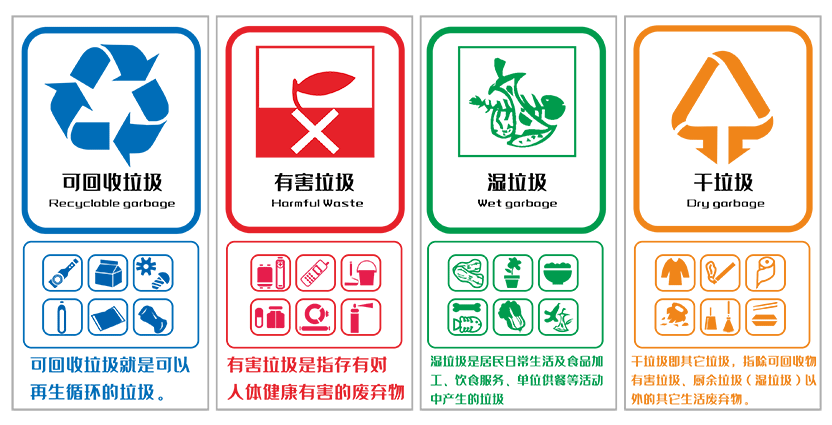 可回收垃圾
Recyclable garbage
可回收垃圾就是可以
再生循环的垃圾。
有害垃圾
Harmful Waste
有害垃圾是指存有对
人体健康有害的废弃物
湿垃圾
Wet garbage
湿垃圾是居民日常生活及食品加
工、饮食服务、单位供餐等活动
中产生的垃圾
干垃圾
Dry garbage
干垃圾即其它垃圾，指除可回收物
有害垃圾、厨余垃圾（湿垃圾）以
外的其它生活废弃物。